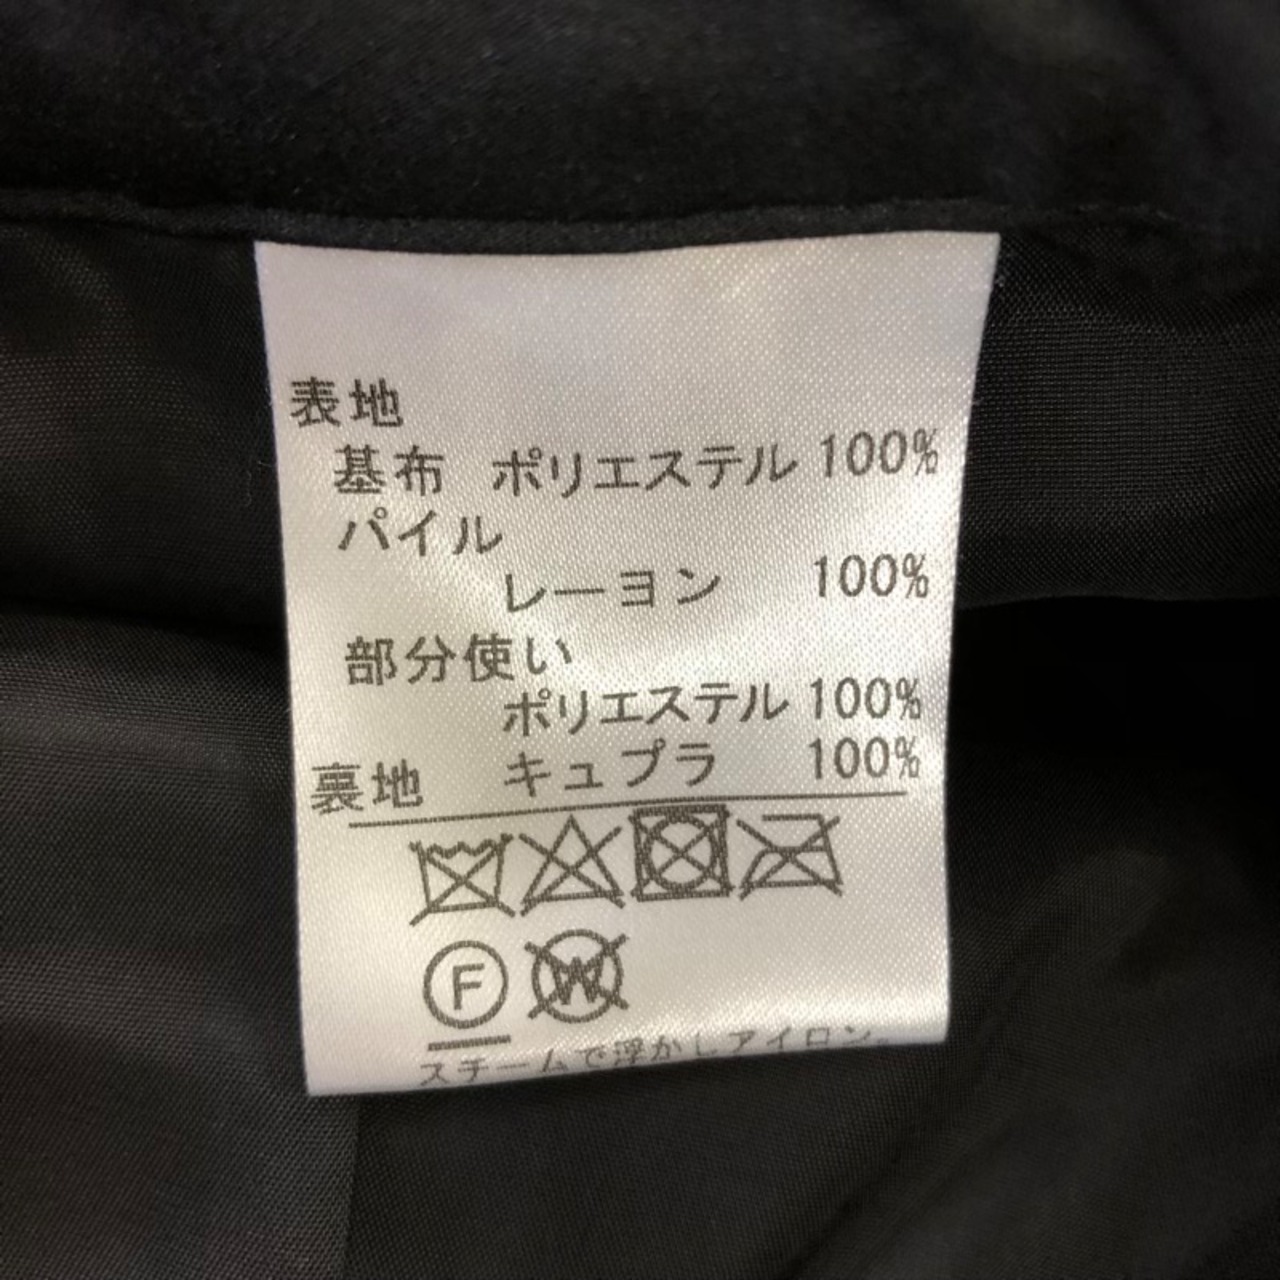 表地
基布 ポリエステル 100%
パイル
レーヨン 100%
部分使い
ポリエステル 100%
裏地 キュプラ 100%
F W
スチームで浮かしアイロン。